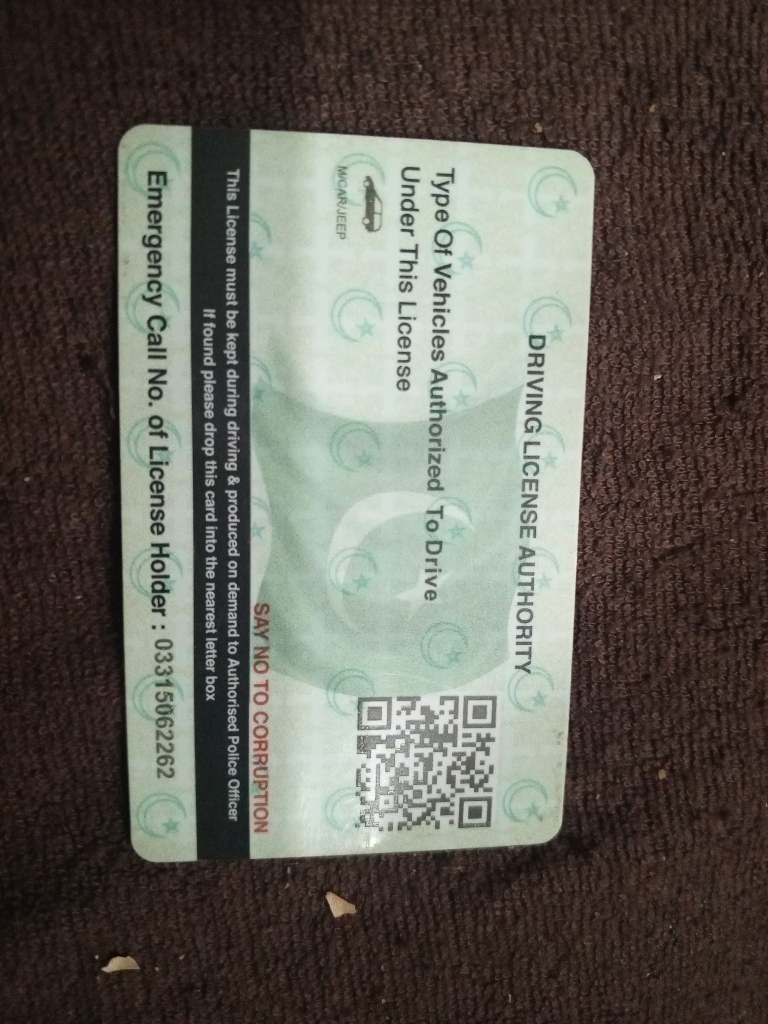 DRIVING LICENSE AUTHORITY
Type Of Vehicles Authorized To Drive
Under This License
M/CAR/JEEP
SAY NO TO CORRUPTION
This License must be kept during driving & produced on demand to Authorised Police Officer
If found please drop this card into the nearest letter box
Emergency Call No. of License Holder : 03315062262